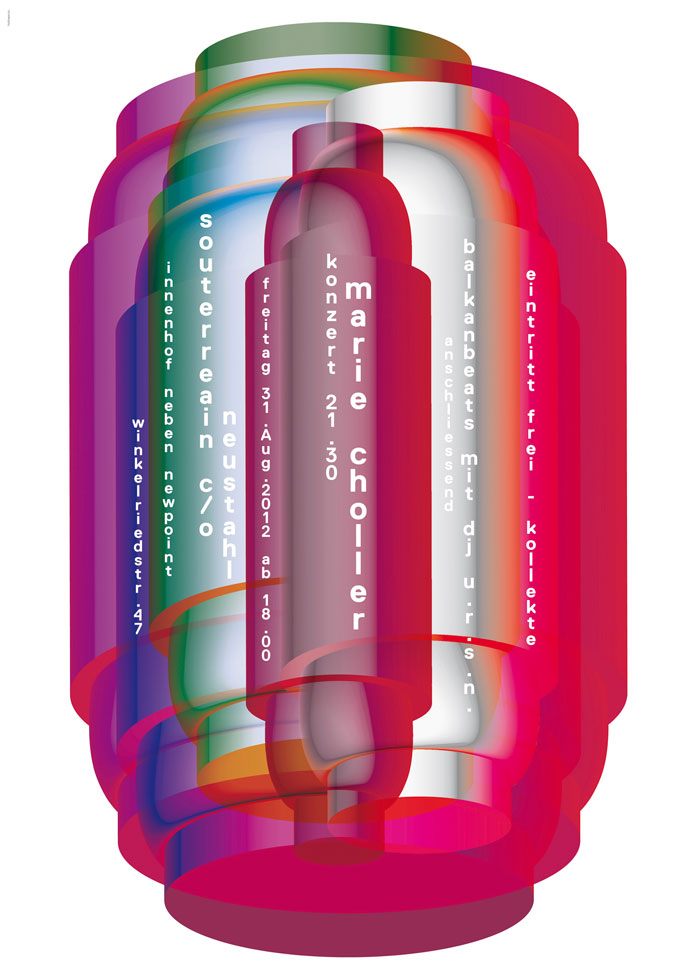 winkelriedstr.47
innenhof neben newpoint
souterreain c/o
neustahl
freitag 31.Aug.2012 ab 18.00
konzert 21.30
marie choller
anschliessend
balkanbeats mit dj u.r.s.n.
eintritt frei - kollekte